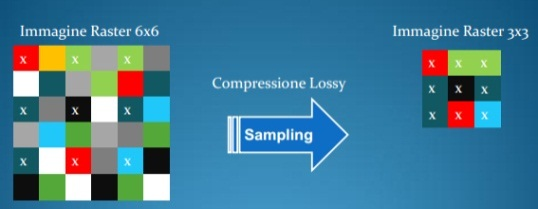 Immagine Raster 6x6
x x x
x x x
x x x
Compressione Lossy
Sampling
Immagine Raster 3x3
x x x
x x x
x x x